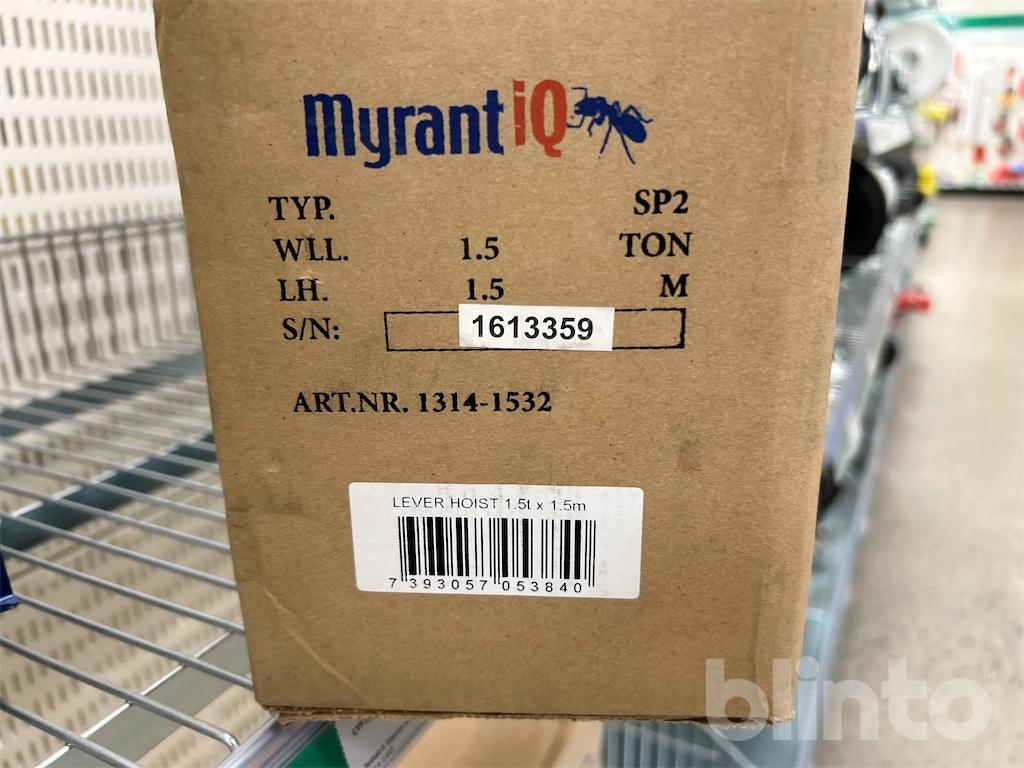 Myrant iQ
TYP. SP2
WLL. 1.5 TON
LH. 1.5 M
S/N: 1613359
ART.NR. 1314-1532
LEVER HOIST 1.5t x 1.5m
7 393057 053840
blinto™